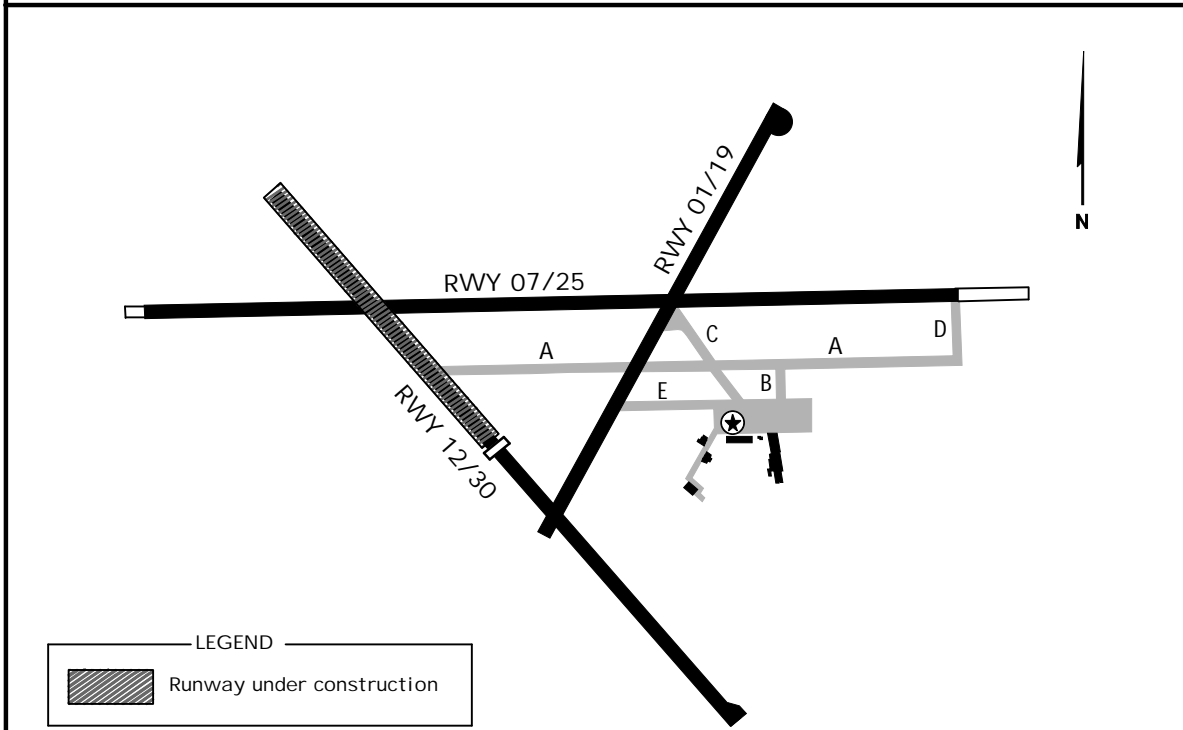 RWY 01/19
N
RWY 07/25
C
D
A
A
B
E
RWY 12/30
LEGEND
Runway under construction